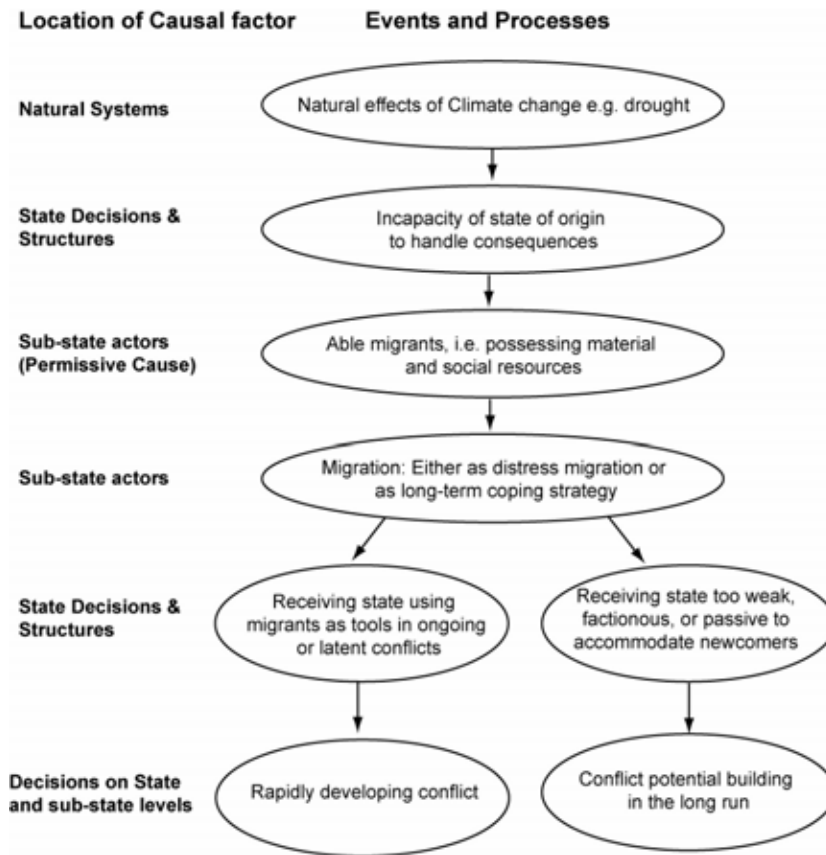 Location of Causal factor Events and Processes
Natural Systems
Natural effects of Climate change e.g. drought
State Decisions &
Structures
Incapacity of state of origin
to handle consequences
Sub-state actors
(Permissive Cause)
Able migrants, i.e. possessing material
and social resources
Sub-state actors
Migration: Either as distress migration or
as long-term coping strategy
State Decisions &
Structures
Receiving state using
migrants as tools in ongoing
or latent conflicts
Receiving state too weak,
factionous, or passive to
accommodate newcomers
Decisions on State
and sub-state levels
Rapidly developing conflict
Conflict potential building
in the long run